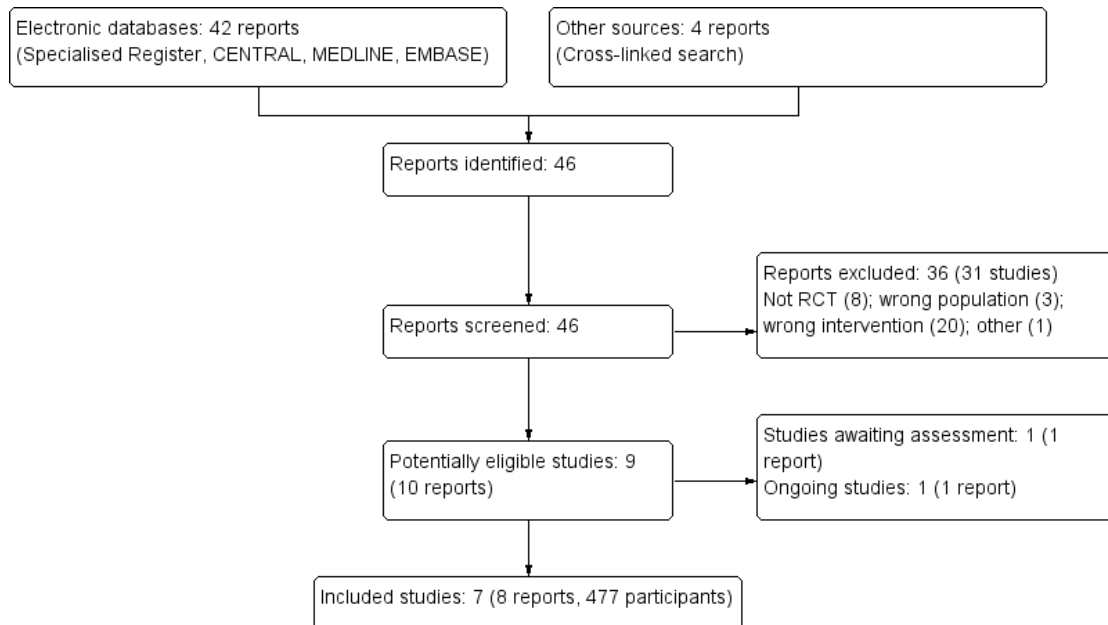 Electronic databases: 42 reports
(Specialised Register, CENTRAL, MEDLINE, EMBASE)
Other sources: 4 reports
(Cross-linked search)
Reports identified: 46
Reports screened: 46
Reports excluded: 36 (31 studies)
Not RCT (8); wrong population (3);
wrong intervention (20); other (1)
Potentially eligible studies: 9
(10 reports)
Studies awaiting assessment: 1 (1
report)
Ongoing studies: 1 (1 report)
Included studies: 7 (8 reports, 477 participants)